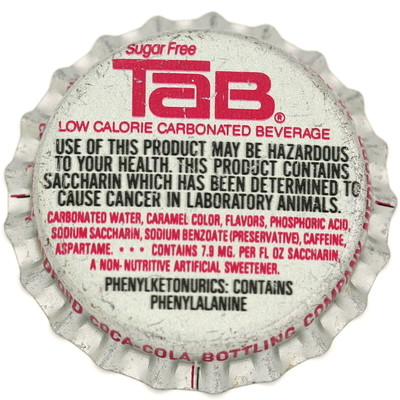 sugar Free
TaB®
LOW CALORIE CARBONATED BEVERAGE
USE OF THIS PRODUCT MAY BE HAZARDOUS
TO YOUR HEALTH. THIS PRODUCT CONTAINS
SACCHARIN WHICH HAS BEEN DETERMINED TO
CAUSE CANCER IN LABORATORY ANIMALS.
CARBONATED WATER, CARAMEL COLOR, FLAVORS, PHOSPHORIC ACID,
SODIUM SACCHARIN, SODIUM BENZOATE (PRESERVATIVE), CAFFEINE,
ASPARTAME. • • • CONTAINS 7.9 MG. PER FL OZ SACCHARIN,
A NON-NUTRITIVE ARTIFICIAL SWEETENER.
PHENYLKETONURICS: CONTAINS
PHENYLALANINE
COCA-COLA BOTTLING COMPANY